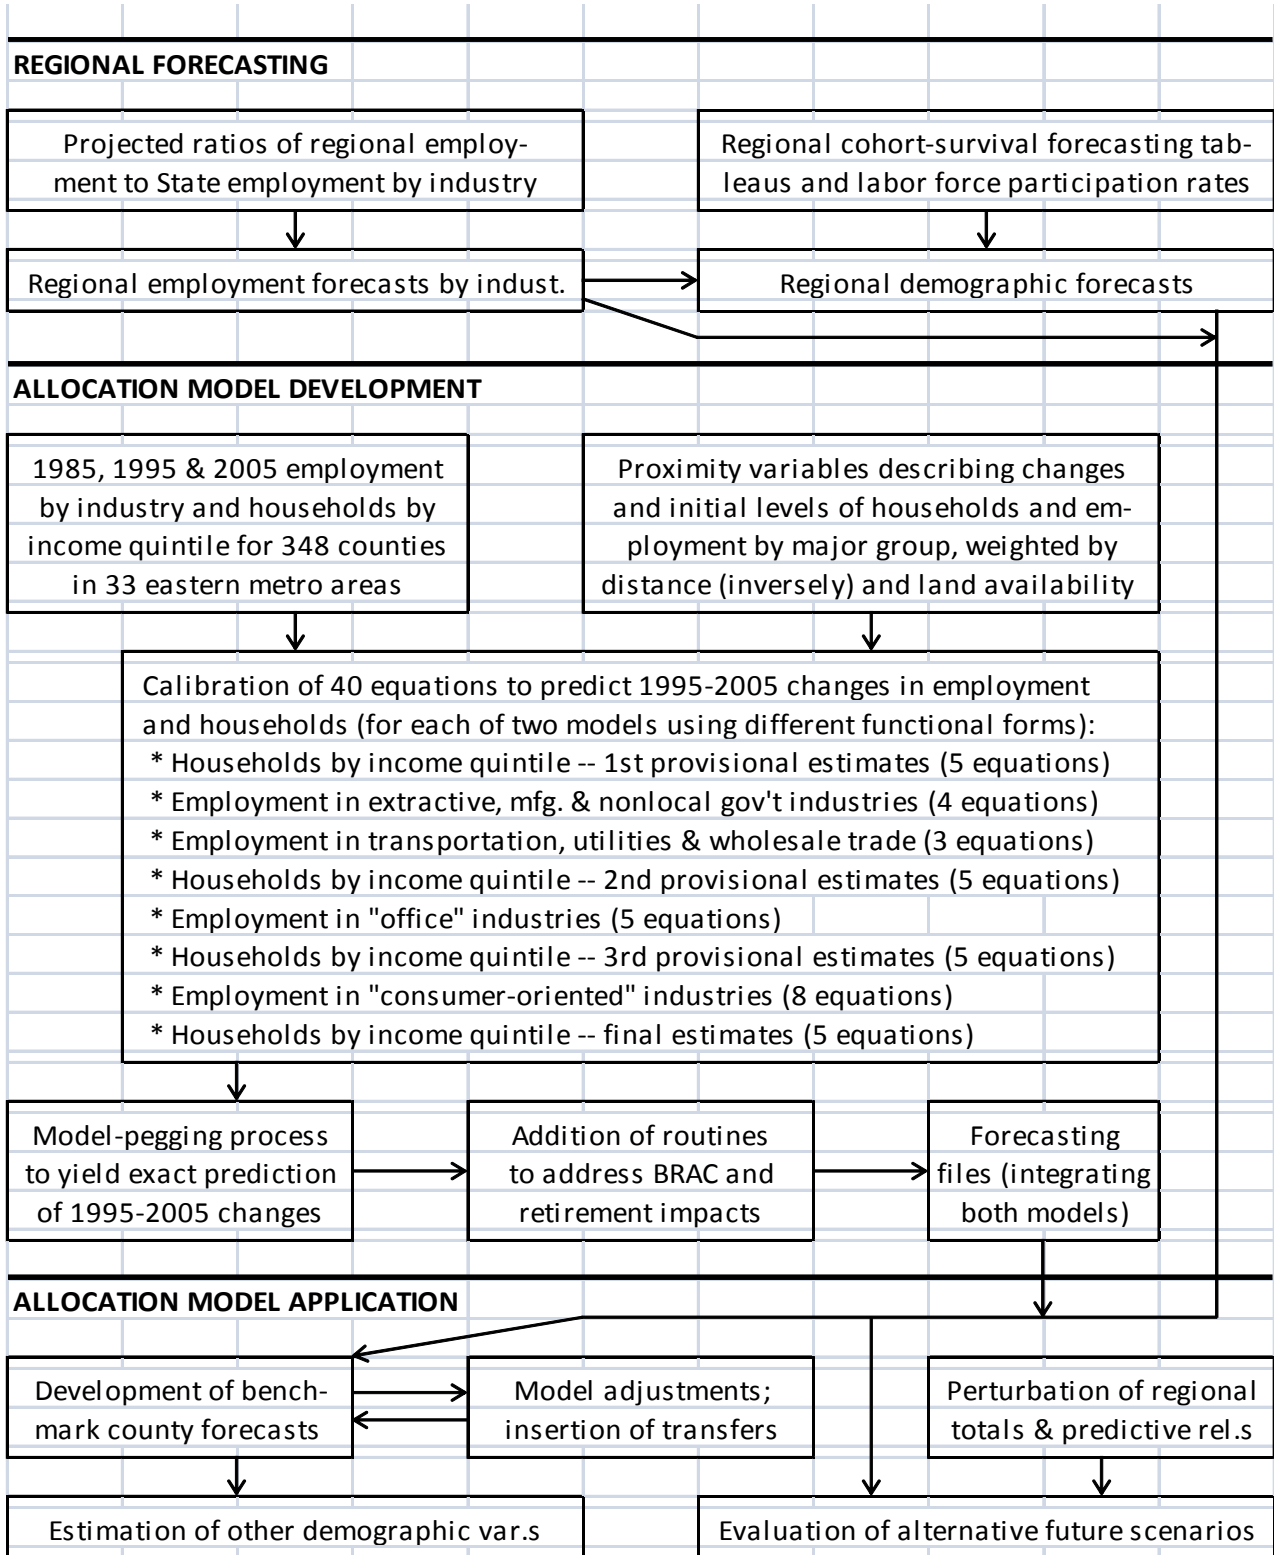 REGIONAL FORECASTING
Projected ratios of regional employ-
ment to State employment by industry
Regional cohort-survival forecasting tab-
leaus and labor force participation rates
Regional employment forecasts by indust.
Regional demographic forecasts
ALLOCATION MODEL DEVELOPMENT
1985, 1995 & 2005 employment
by industry and households by
income quintile for 348 counties
in 33 eastern metro areas
Proximity variables describing changes
and initial levels of households and em-
ployment by major group, weighted by
distance (inversely) and land availability
Calibration of 40 equations to predict 1995-2005 changes in employment
and households (for each of two models using different functional forms):
* Households by income quintile -- 1st provisional estimates (5 equations)
* Employment in extractive, mfg. & nonlocal gov't industries (4 equations)
* Employment in transportation, utilities & wholesale trade (3 equations)
* Households by income quintile -- 2nd provisional estimates (5 equations)
* Employment in "office" industries (5 equations)
* Households by income quintile -- 3rd provisional estimates (5 equations)
* Employment in "consumer-oriented" industries (8 equations)
* Households by income quintile -- final estimates (5 equations)
Model-pegging process
to yield exact prediction
of 1995-2005 changes
Addition of routines
to address BRAC and
retirement impacts
Forecasting
files (integrating
both models)
ALLOCATION MODEL APPLICATION
Development of bench-
mark county forecasts
Model adjustments;
insertion of transfers
Perturbation of regional
totals & predictive rel.s
Estimation of other demographic var.s
Evaluation of alternative future scenarios